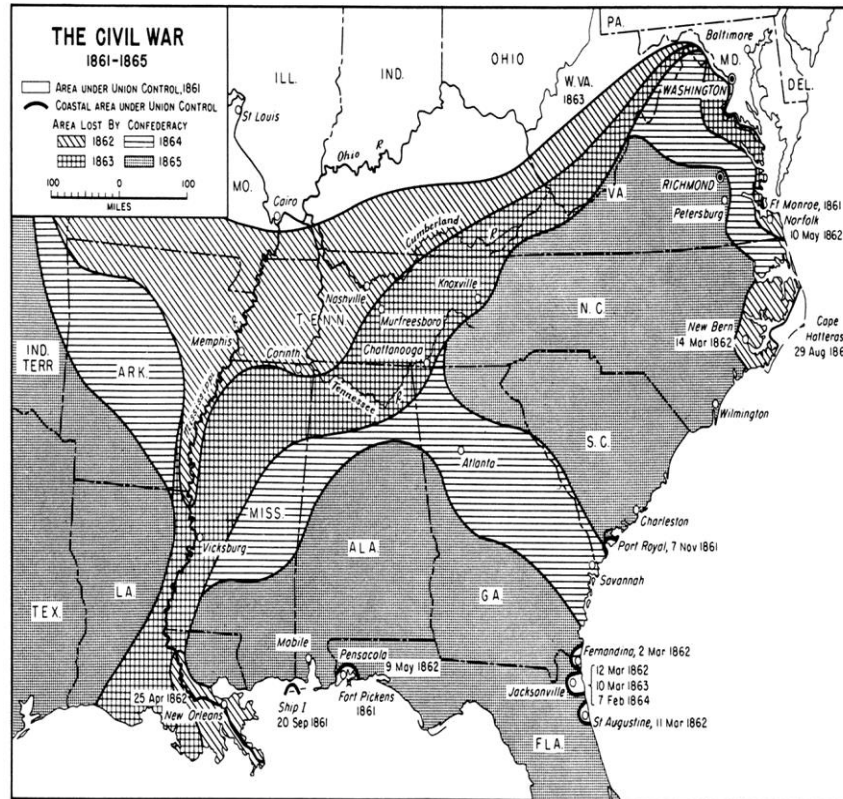 THE CIVIL WAR
1861-1865
AREA UNDER UNION CONTROL, 1861
COASTAL AREA UNDER UNION CONTROL
AREA LOST BY CONFEDERACY
1862
1864
1863
1865
100 0 100
MILES
PA.
Baltimore
MD.
DEL.
OHIO
IND.
ILL.
W. VA.
1863
WASHINGTON
St Louis
Ohio R
MO.
Cairo
VA
RICHMOND
Petersburg
Ft Monroe, 1861
Norfolk
10 May 1862
Cumberland
R
Nashville
Knoxville
TENN
Murfreesboro
Memphis
Corinth
Chattanooga
Tennessee
R
N. C.
New Bern
14 Mar 1862
Cape
Hatteras
29 Aug 186
IND.
TERR
ARK
Mississippi
Wilmington
S. C.
Atlanta
MISS.
Charleston
Port Royal, 7 Nov 1861
Vicksburg
ALA.
Savannah
TEX.
LA.
GA.
Mobile
Pensacola
9 May 1862
Fort Pickens
1861
Ship I
20 Sep 1861
25 Apr 1862
New Orleans
Fernandina, 2 Mar 1862
12 Mar 1862
Jacksonville
10 Mar 1863
7 Feb 1864
St Augustine, 11 Mar 1862
FLA.